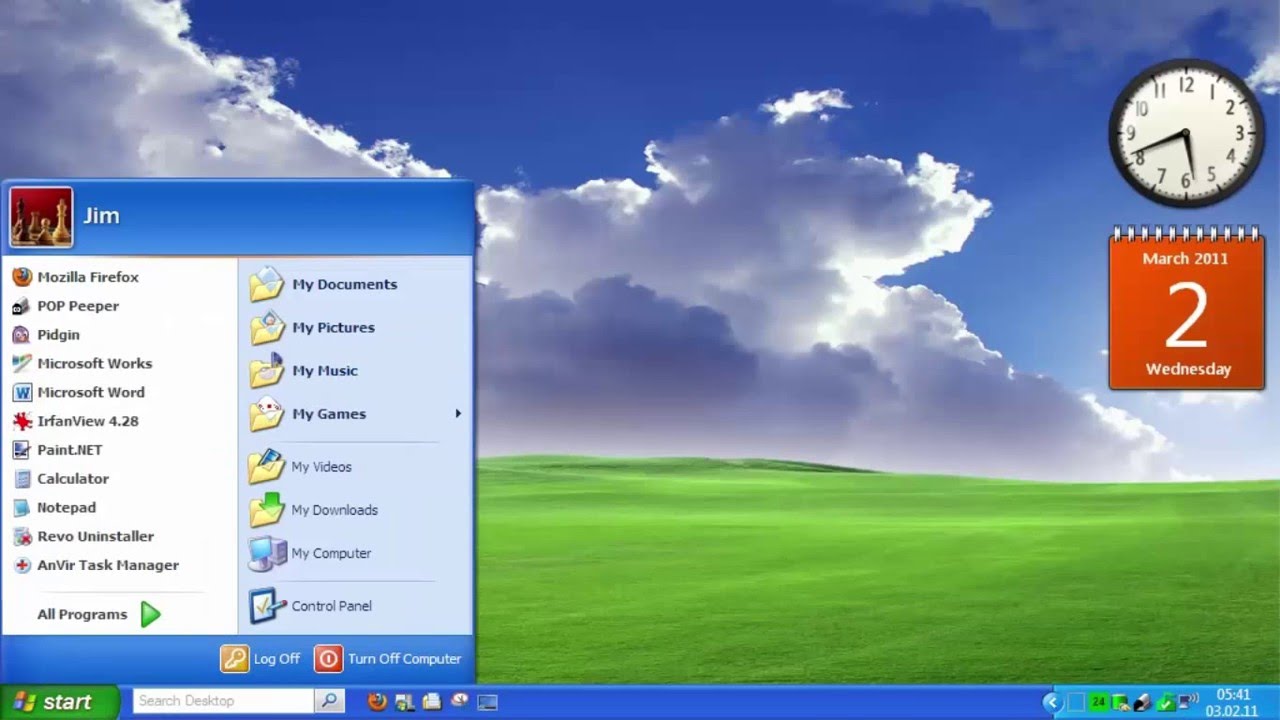 Jim
Mozilla Firefox
POP Peeper
Pidgin
Microsoft Works
Microsoft Word
IrfanView 4.28
Paint.NET
Calculator
Notepad
Revo Uninstaller
AnVir Task Manager
All Programs
My Documents
My Pictures
My Music
My Games
My Videos
My Downloads
My Computer
Control Panel
Log Off
Turn Off Computer
12
1
2
3
4
5
6
7
8
9
10
11
March 2011
2
Wednesday
start
Search Desktop
24
05:41
03.02.11